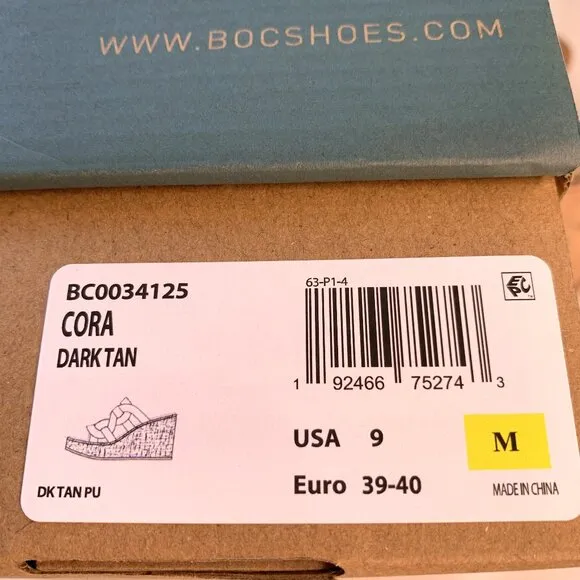 WWW.BOCSHOES.COM
BC0034125
CORA
DARK TAN
63-P1-4
1 92466 75274 3
EPC
USA 9
M
Euro 39-40
DK TAN PU
MADE IN CHINA